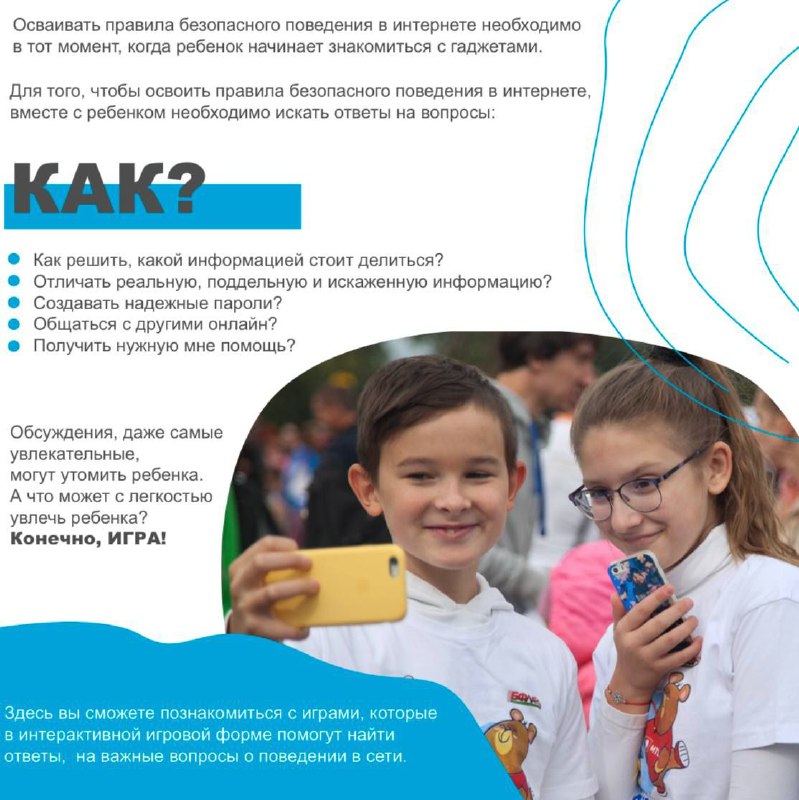 Осваивать правила безопасного поведения в интернете необходимо
в тот момент, когда ребенок начинает знакомиться с гаджетами.
Для того, чтобы освоить правила безопасного поведения в интернете,
вместе с ребенком необходимо искать ответы на вопросы:
КАК?
Как решить, какой информацией стоит делиться?
Отличать реальную, поддельную и искаженную информацию?
Создавать надежные пароли?
Общаться с другими онлайн?
Получить нужную мне помощь?
Обсуждения, даже самые
увлекательные,
могут утомить ребенка.
А что может с легкостью
увлечь ребенка?
Конечно, ИГРА!
Здесь вы сможете познакомиться с играми, которые
в интерактивной игровой форме помогут найти
ответы, на важные вопросы о поведении в сети.